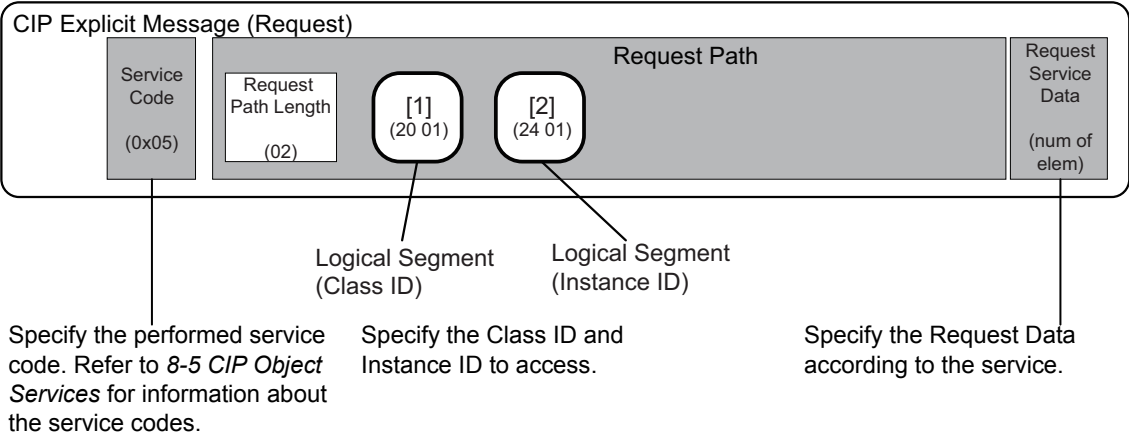 CIP Explicit Message (Request)
Service
Code
(0x05)
Request Path
Request
Path Length
(02)
[1]
(20 01)
[2]
(24 01)
Request
Service
Data
(num of
elem)
Logical Segment
(Class ID)
Logical Segment
(Instance ID)
Specify the performed service
code. Refer to 8-5 CIP Object
Services for information about
the service codes.
Specify the Class ID and
Instance ID to access.
Specify the Request Data
according to the service.